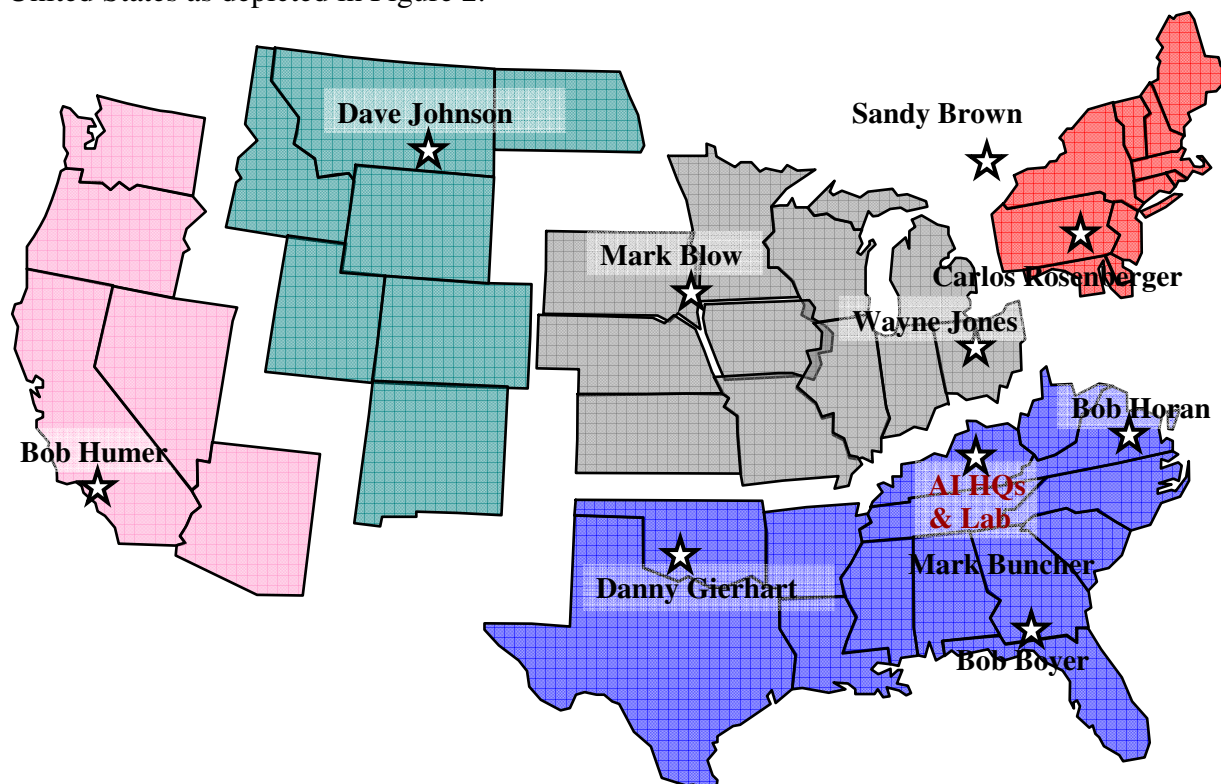 United States as depicted in Figure 2.
Dave Johnson
Sandy Brown
Mark Blow
Carlos Rosenberger
Wayne Jones
Bob Horan
Bob Humer
AI HQs
& Lab
Mark Buncher
Danny Gierhart
Bob Boyer